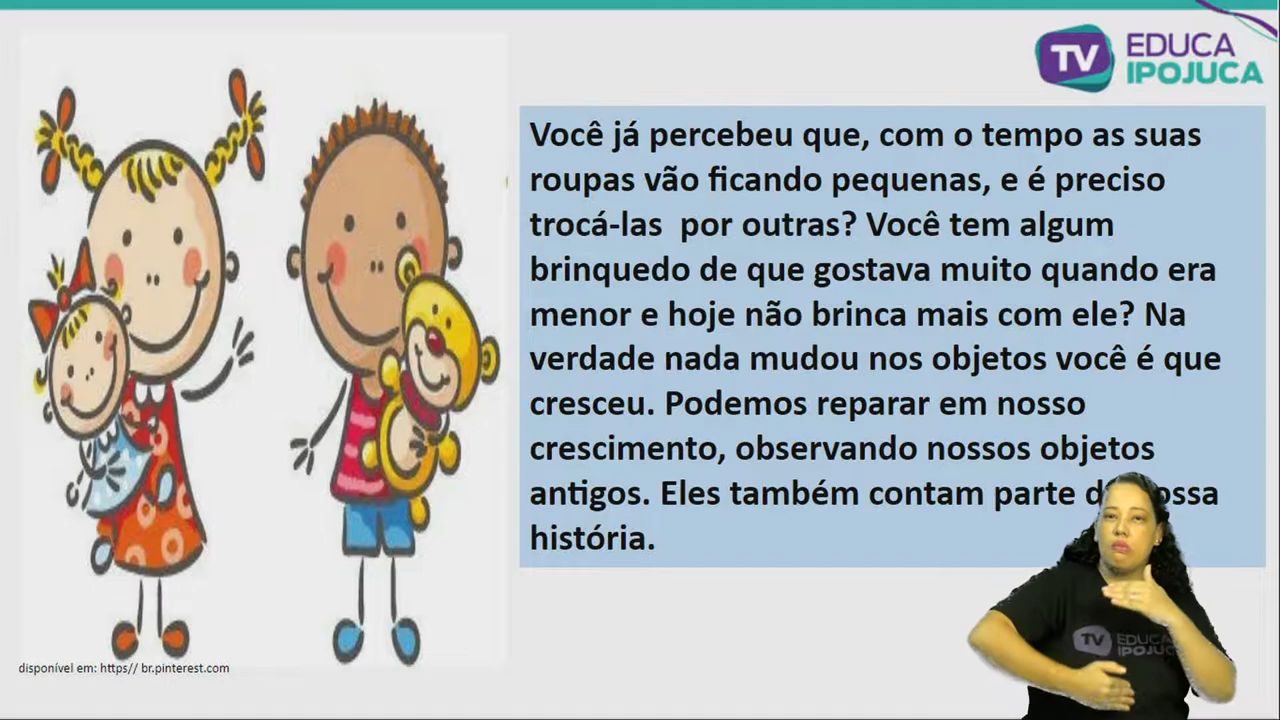 TV EDUCA
IPOJUCA
Você já percebeu que, com o tempo as suas
roupas vão ficando pequenas, e é preciso
trocá-las  por outras? Você tem algum
brinquedo de que gostava muito quando era
menor e hoje não brinca mais com ele? Na
verdade nada mudou nos objetos você é que
cresceu. Podemos reparar em nosso
crescimento, observando nossos objetos
antigos. Eles também contam parte
história.
TV EDUCA
IPOJUCA
disponível em: https// br.pinterest.com